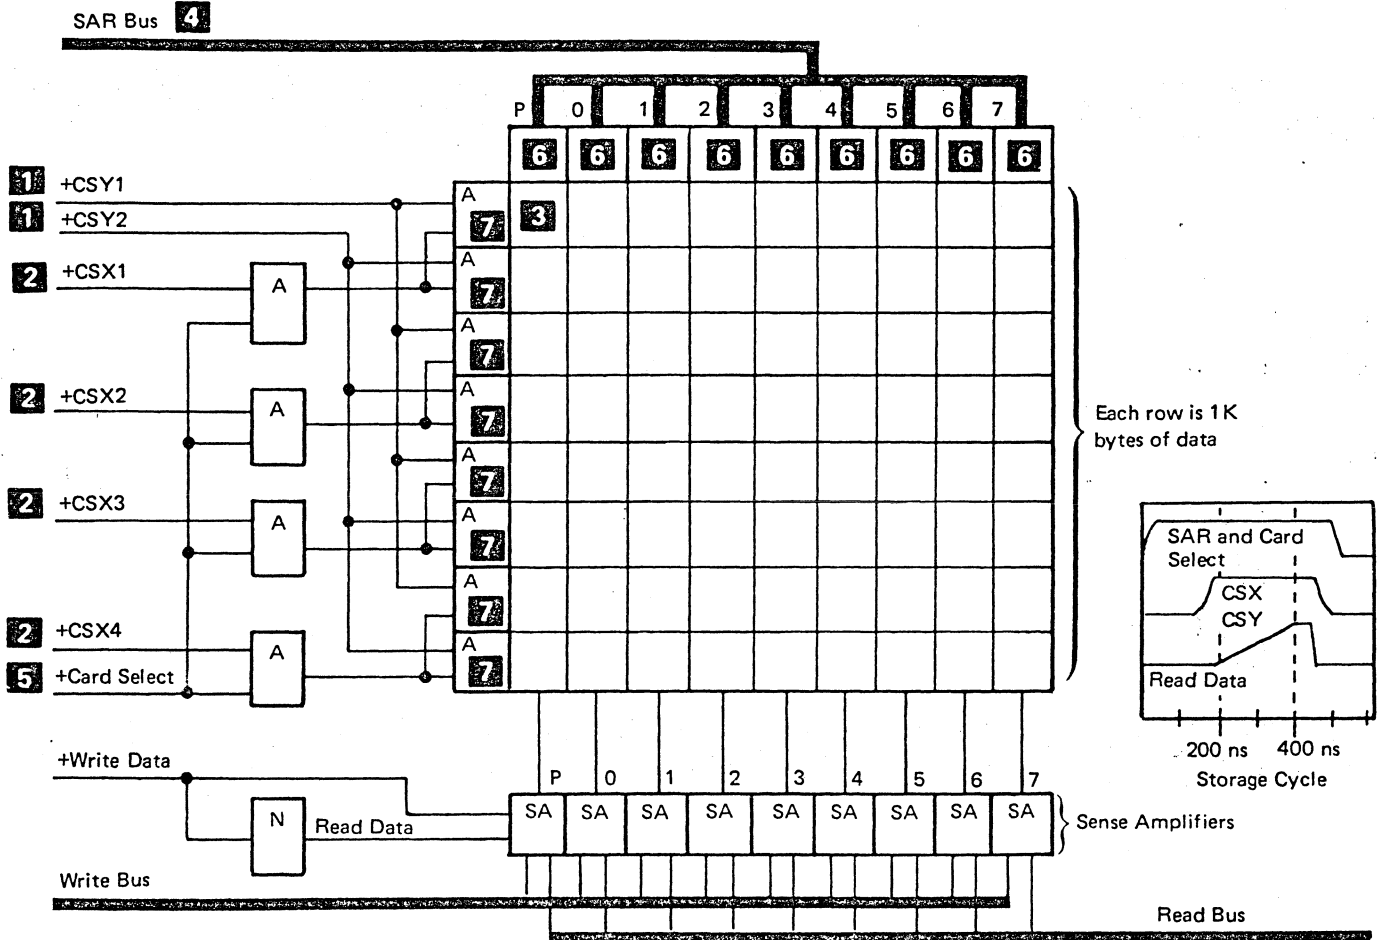 SAR Bus 4
P 0 1 2 3 4 5 6 7
6 6 6 6 6 6 6 6 6
1 +CSY1
A
7 3
1 +CSY2
A
7
2 +CSX1
A
A
7
A
7
2 +CSX2
A
A
7
Each row is 1K
bytes of data
2 +CSX3
A
A
7
A
7
2 +CSX4
A
A
7
5 +Card Select
SAR and Card
Select
CSX
CSY
Read Data
200 ns 400 ns
Storage Cycle
+Write Data
P 0 1 2 3 4 5 6 7
SA SA SA SA SA SA SA SA SA
Sense Amplifiers
N
Read Data
Write Bus
Read Bus